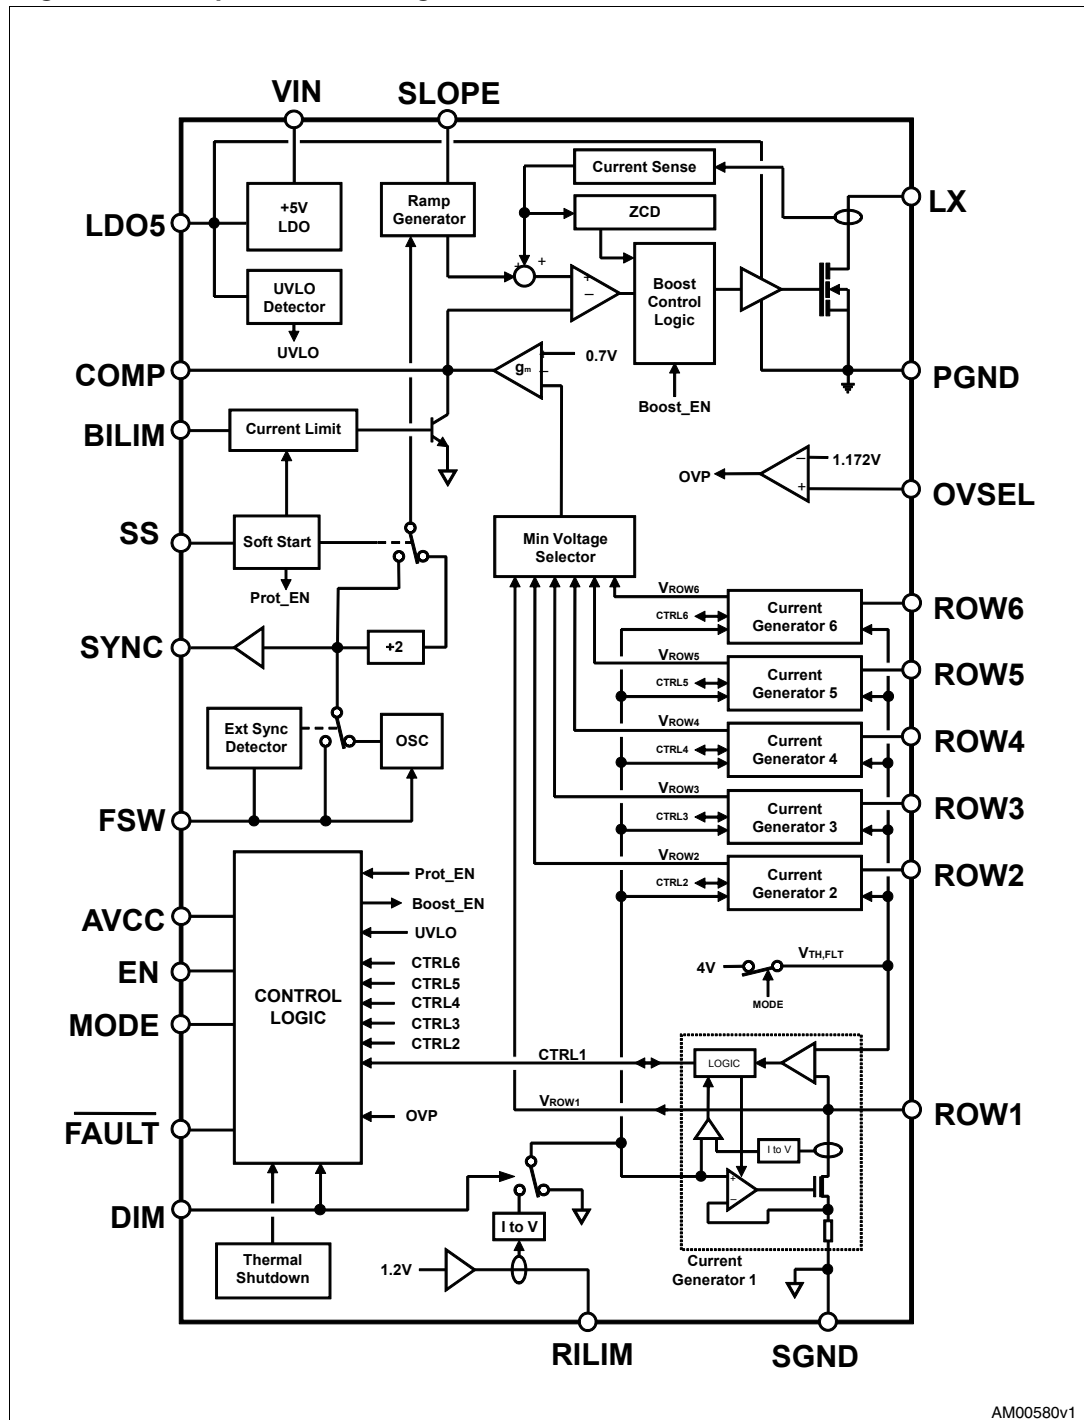 VIN SLOPE
LX
LDO5
+5V
LDO
Ramp
Generator
Current Sense
ZCD
UVLO
Detector
UVLO
+
+
+
−
Boost
Control
Logic
Boost_EN
COMP
gm
+
−
0.7V
PGND
BILIM
Current Limit
OVP
−
+
1.172V
OVSEL
SS
Soft Start
Prot_EN
Min Voltage
Selector
SYNC
+2
VROW6
CTRL6
Current
Generator 6
ROW6
VROW5
CTRL5
Current
Generator 5
ROW5
Ext Sync
Detector
OSC
VROW4
CTRL4
Current
Generator 4
ROW4
FSW
VROW3
CTRL3
Current
Generator 3
ROW3
VROW2
CTRL2
Current
Generator 2
ROW2
AVCC
EN
MODE
FAULT
DIM
CONTROL
LOGIC
Prot_EN
Boost_EN
UVLO
CTRL6
CTRL5
CTRL4
CTRL3
CTRL2
CTRL1
OVP
4V
VTH,FLT
MODE
LOGIC
VROW1
ROW1
I to V
+
−
Current
Generator 1
I to V
Thermal
Shutdown
1.2V
RILIM
SGND
AM00580v1